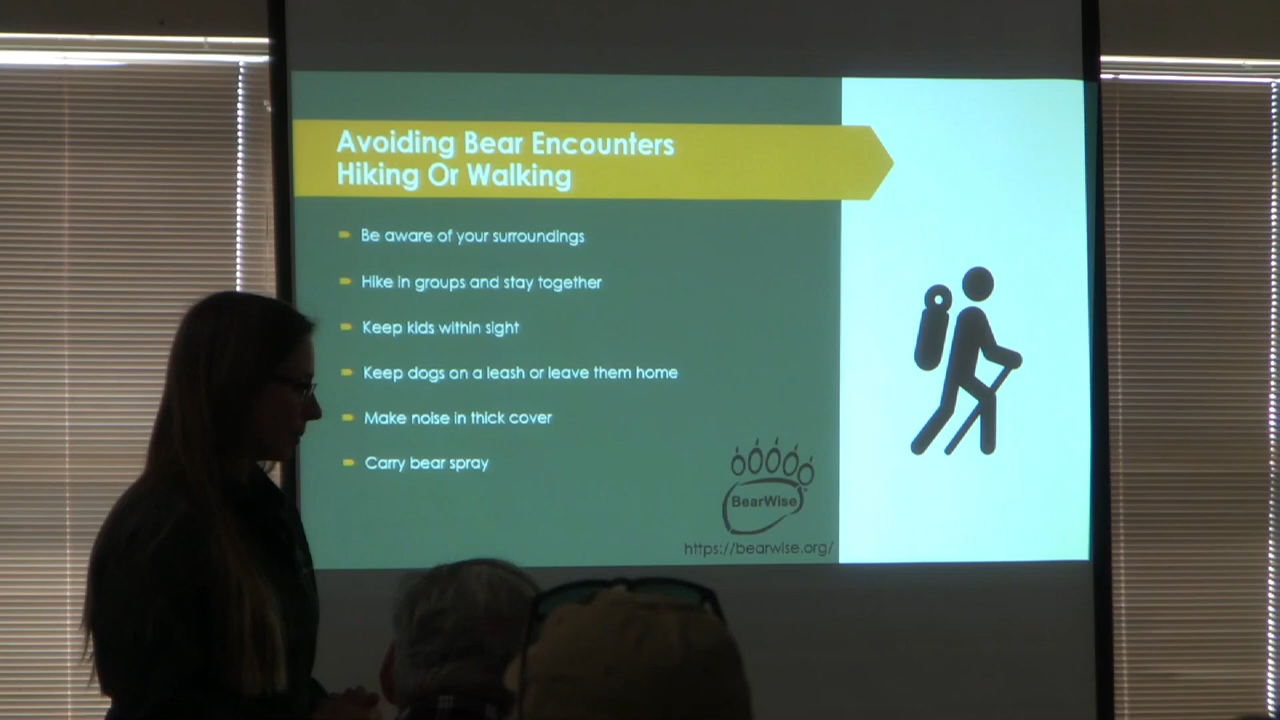 Avoiding Bear Encounters
Hiking Or Walking
Be aware of your surroundings
Hike in groups and stay together
Keep kids within sight
Keep dogs on a leash or leave them home
Make noise in thick cover
Carry bear spray
BearWise
https://bearwise.org/